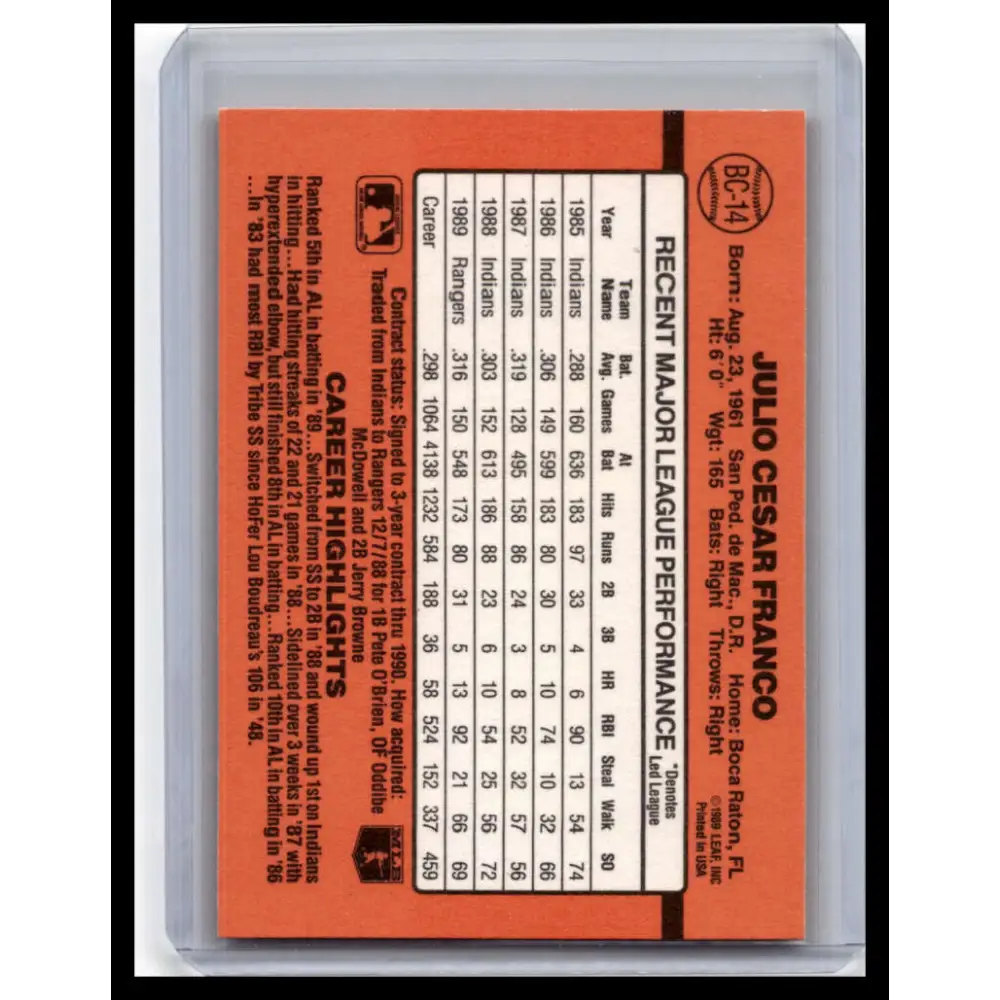 BC-14
JULIO CESAR FRANCO
Born: Aug. 23, 1961 San Ped. de Mac., D.R. Home: Boca Raton, FL
Ht: 6' 0" Wgt: 165 Bats: Right Throws: Right
©1989 LEAF, INC
Printed in USA
RECENT MAJOR LEAGUE PERFORMANCE *Denotes Led League
Year Team Name Bat. Avg. Games At Bat Hits Runs 2B 3B HR RBI Steal Walk SO
1985 Indians .288 160 636 183 97 33 4 6 90 13 54 74
1986 Indians .306 149 599 183 80 30 5 10 74 10 32 66
1987 Indians .319 128 495 158 86 24 3 8 52 32 57 56
1988 Indians .303 152 613 186 88 23 6 10 54 25 56 72
1989 Rangers .316 150 548 173 80 31 5 13 92 21 66 69
Career .298 1064 4138 1232 584 188 36 58 524 152 337 459
Contract status: Signed to 3-year contract thru 1990. How acquired:
Traded from Indians to Rangers 12/7/88 for 1B Pete O'Brien, OF Oddibe
McDowell and 2B Jerry Browne
MLB
CAREER HIGHLIGHTS
Ranked 5th in AL in batting in '89...Switched from SS to 2B in '88 and wound up 1st on Indians
in hitting...Had hitting streaks of 22 and 21 games in '88...Sidelined over 3 weeks in '87 with
hyperextended elbow, but still finished 8th in AL in batting...Ranked 10th in AL in batting in '86
...In '83 had most RBI by Tribe SS since HoFer Lou Boudreau's 106 in '48.